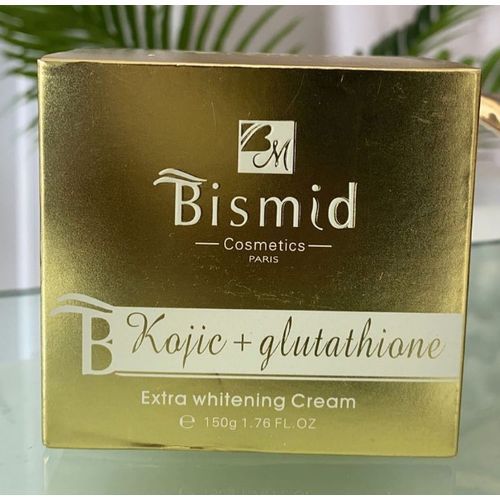 BM
Bismid
Cosmetics
PARIS
B Kojic + glutathione
Extra whitening Cream
℮ 150g 1.76 FL.OZ